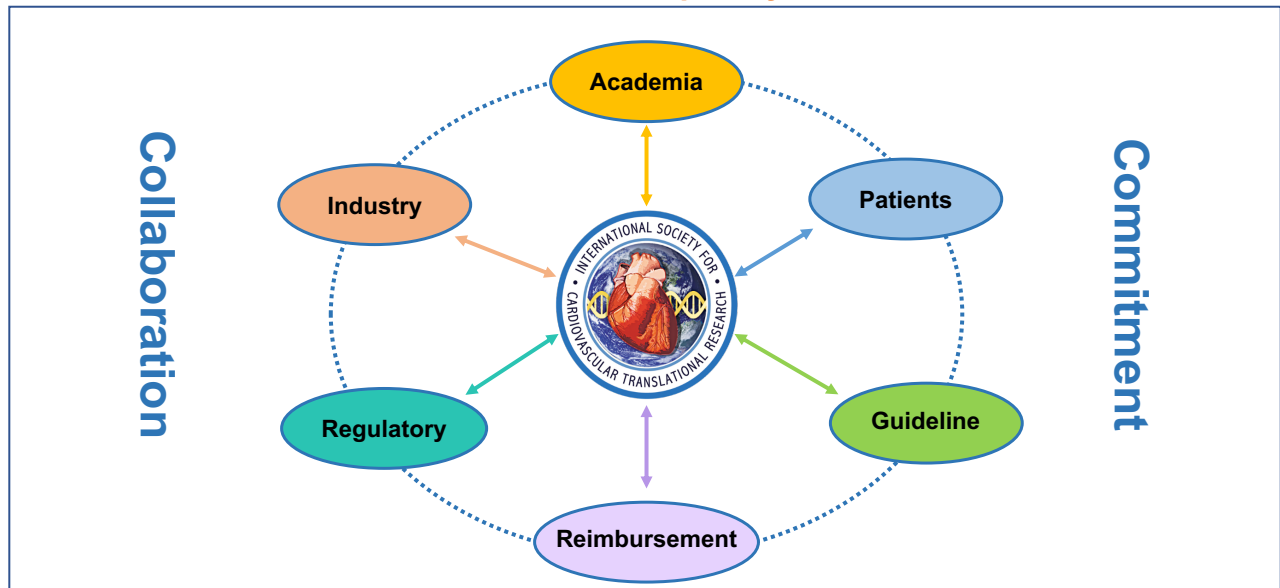 Academia
Industry
Patients
Collaboration
Commitment
• INTERNATIONAL SOCIETY FOR •
CARDIOVASCULAR TRANSLATIONAL RESEARCH
Regulatory
Guideline
Reimbursement